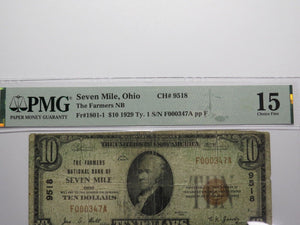 Seven Mile, Ohio CH# 9518
PMG
PAPER MONEY GUARANTY
The Farmers NB
Fr#1801-1 $10 1929 Ty. 1 S/N F000347A pp F
15
Choice Fine
10 10
THE FARMERS
NATIONAL BANK OF
SEVEN MILE
OHIO
TEN DOLLARS
F000347A
F000347A
9518
9518